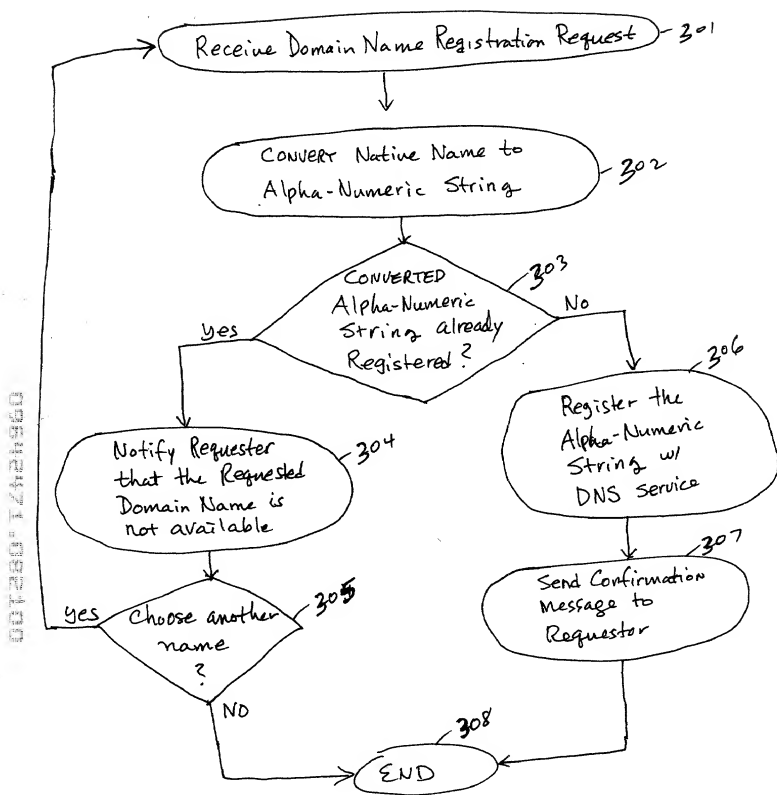 Receive Domain Name Registration Request
301
CONVERT Native Name to
Alpha-Numeric String
302
CONVERTED
Alpha-Numeric
String already
Registered?
303
Yes
No
Notify Requester
that the Requested
Domain Name is
not available
304
Register the
Alpha-Numeric
String w/
DNS Service
306
Choose another
name
?
305
Yes
NO
Send Confirmation
Message to
Requestor
307
END
308